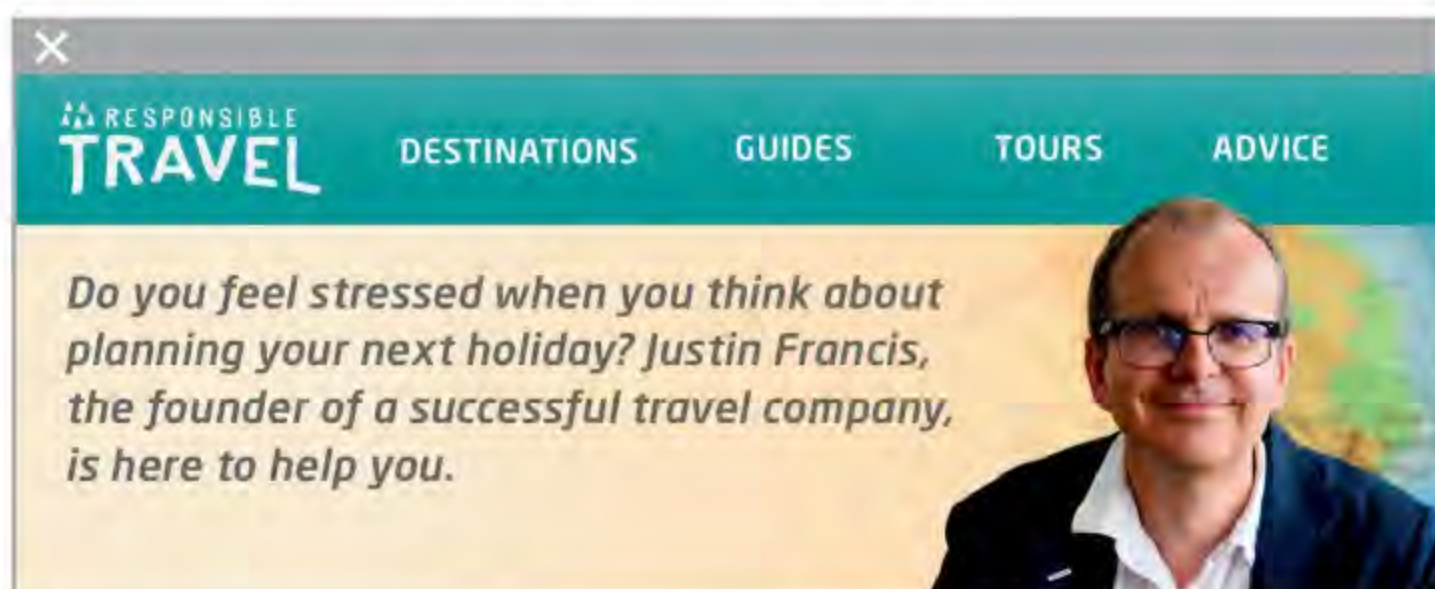 RESPONSIBLE
TRAVEL
DESTINATIONS
GUIDES
TOURS
ADVICE
Do you feel stressed when you think about
planning your next holiday? Justin Francis,
the founder of a successful travel company,
is here to help you.